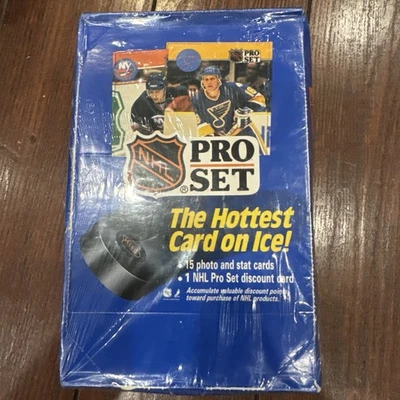 PRO
SET
NHL
®
PRO
SET
The Hottest
Card on Ice!
• 15 photo and stat cards
• 1 NHL Pro Set discount card
Accumulate valuable discount points
toward purchase of NHL products.
NHL